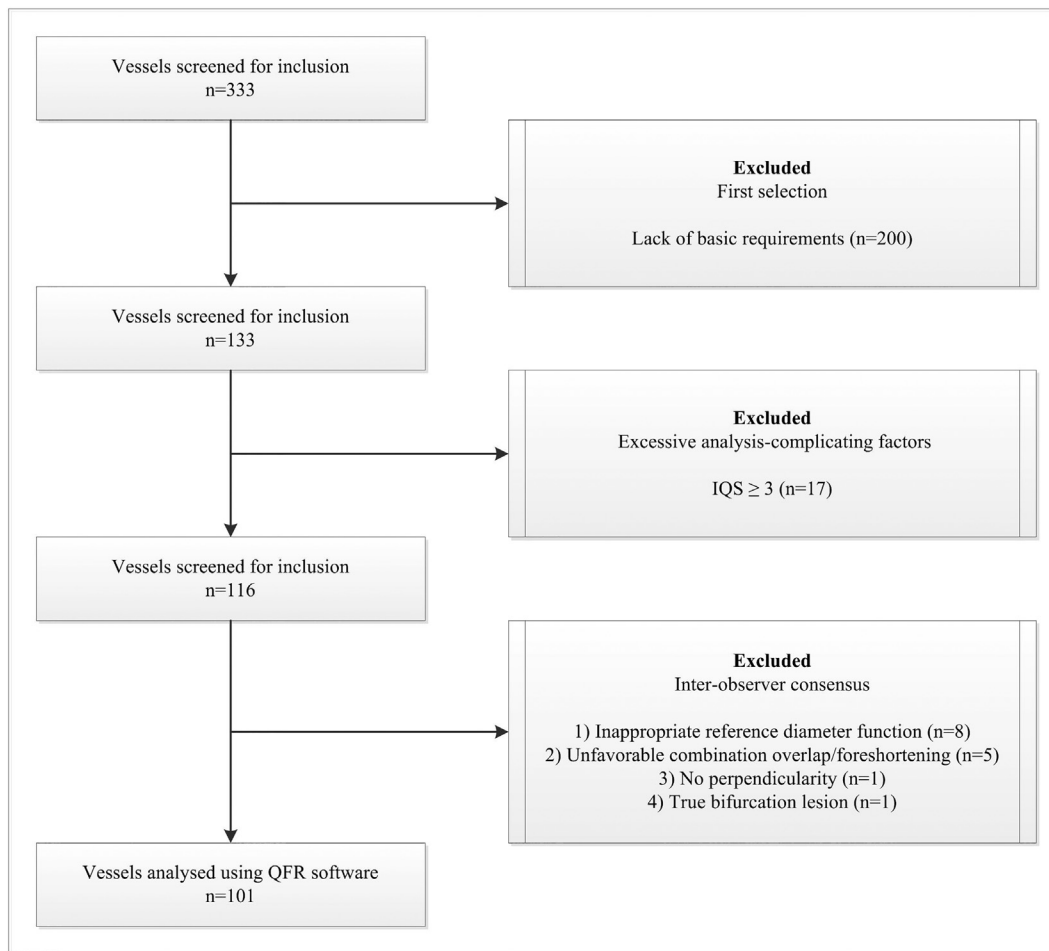 Vessels screened for inclusion
n=333
Excluded
First selection
Lack of basic requirements (n=200)
Vessels screened for inclusion
n=133
Excluded
Excessive analysis-complicating factors
IQS ≥ 3 (n=17)
Vessels screened for inclusion
n=116
Excluded
Inter-observer consensus
1) Inappropriate reference diameter function (n=8)
2) Unfavorable combination overlap/foreshortening (n=5)
3) No perpendicularity (n=1)
4) True bifurcation lesion (n=1)
Vessels analysed using QFR software
n=101